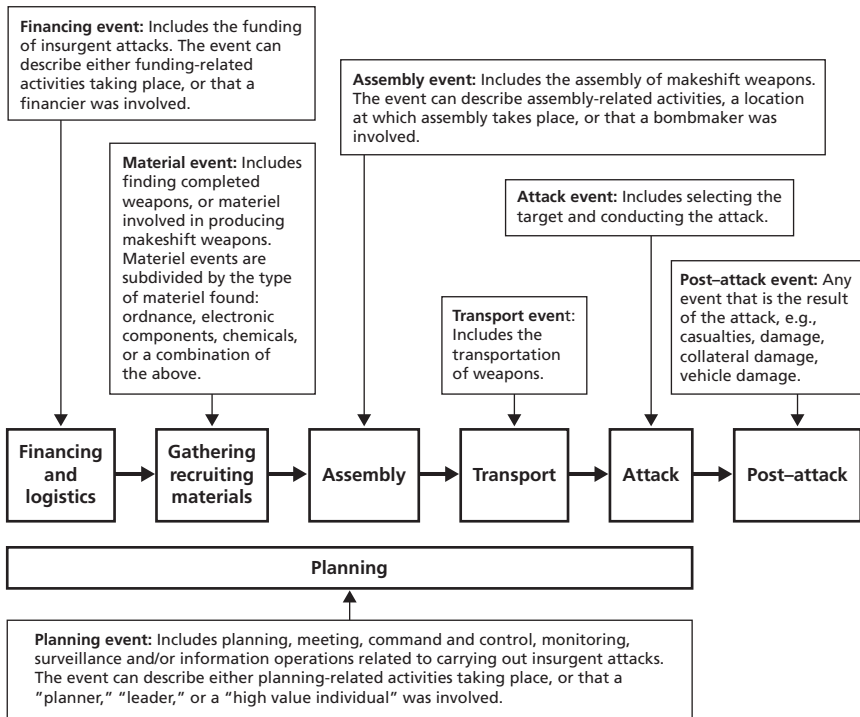 Financing event: Includes the funding
of insurgent attacks. The event can
describe either funding-related
activities taking place, or that a
financier was involved.
Assembly event: Includes the assembly of makeshift weapons.
The event can describe assembly-related activities, a location
at which assembly takes place, or that a bombmaker was
involved.
Material event: Includes
finding completed
weapons, or materiel
involved in producing
makeshift weapons.
Materiel events are
subdivided by the type
of materiel found:
ordnance, electronic
components, chemicals,
or a combination of
the above.
Attack event: Includes selecting the
target and conducting the attack.
Post–attack event: Any
event that is the result
of the attack, e.g.,
casualties, damage,
collateral damage,
vehicle damage.
Transport event:
Includes the
transportation
of weapons.
Financing
and
logistics
Gathering
recruiting
materials
Assembly
Transport
Attack
Post–attack
Planning
Planning event: Includes planning, meeting, command and control, monitoring,
surveillance and/or information operations related to carrying out insurgent attacks.
The event can describe either planning-related activities taking place, or that a
”planner,” “leader,” or a “high value individual” was involved.